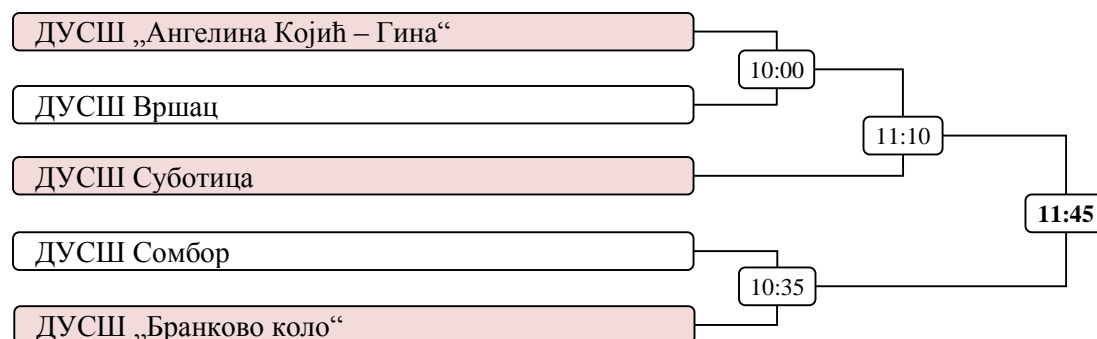 ДУСШ „Ангелина Којић – Гина“
10:00
ДУСШ Вршац
11:10
ДУСШ Суботица
11:45
ДУСШ Сомбор
10:35
ДУСШ „Бранково коло“